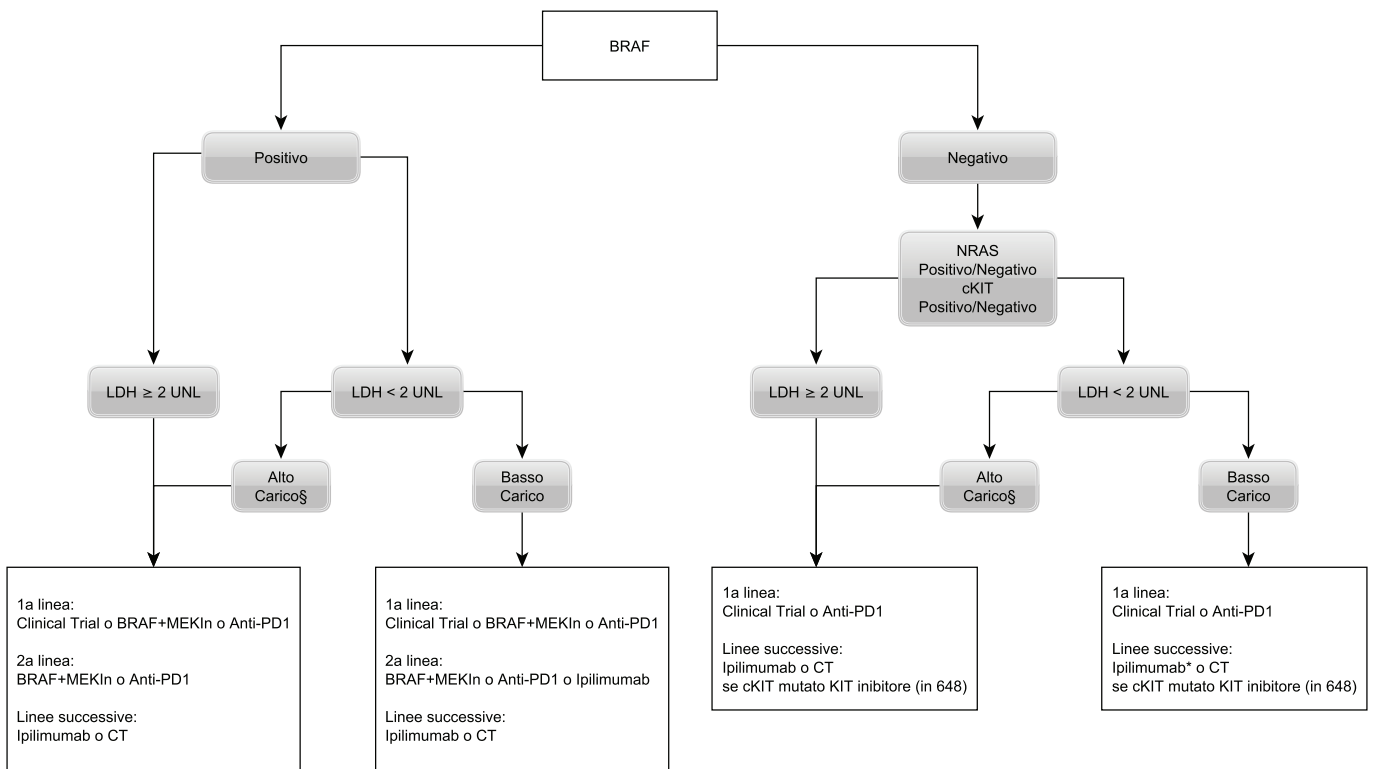 BRAF
Positivo
Negativo
NRAS
Positivo/Negativo
cKIT
Positivo/Negativo
LDH ≥ 2 UNL
LDH < 2 UNL
LDH ≥ 2 UNL
LDH < 2 UNL
Alto
Carico§
Basso
Carico
Alto
Carico§
Basso
Carico
1a linea:
Clinical Trial o BRAF+MEKIn o Anti-PD1
2a linea:
BRAF+MEKIn o Anti-PD1
Linee successive:
Ipilimumab o CT
1a linea:
Clinical Trial o BRAF+MEKIn o Anti-PD1
2a linea:
BRAF+MEKIn o Anti-PD1 o Ipilimumab
Linee successive:
Ipilimumab o CT
1a linea:
Clinical Trial o Anti-PD1
Linee successive:
Ipilimumab o CT
se cKIT mutato KIT inibitore (in 648)
1a linea:
Clinical Trial o Anti-PD1
Linee successive:
Ipilimumab* o CT
se cKIT mutato KIT inibitore (in 648)